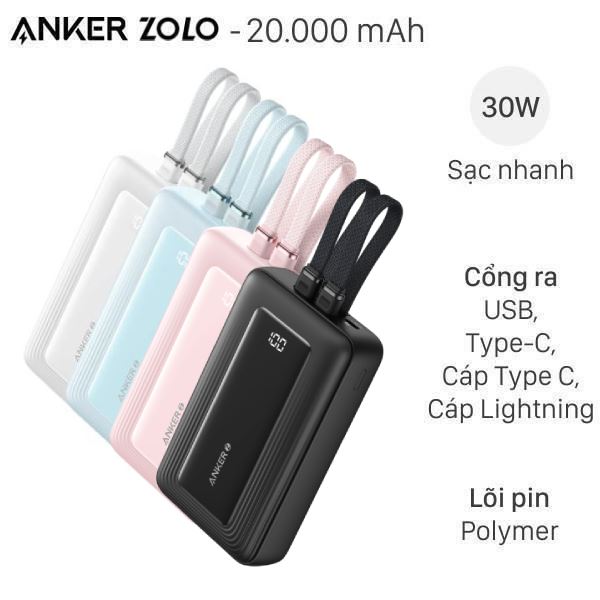 ANKER ZOLO - 20.000 mAh
30W
Sạc nhanh
Cổng ra
USB,
Type-C,
Cáp Type C,
Cáp Lightning
Lõi pin
Polymer
100
ANKER Z